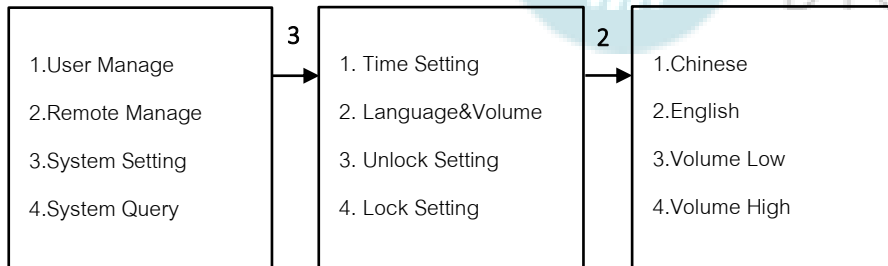 3
2
1.User Manage
2.Remote Manage
3.System Setting
4.System Query
1. Time Setting
2. Language&Volume
3. Unlock Setting
4. Lock Setting
1.Chinese
2.English
3.Volume Low
4.Volume High